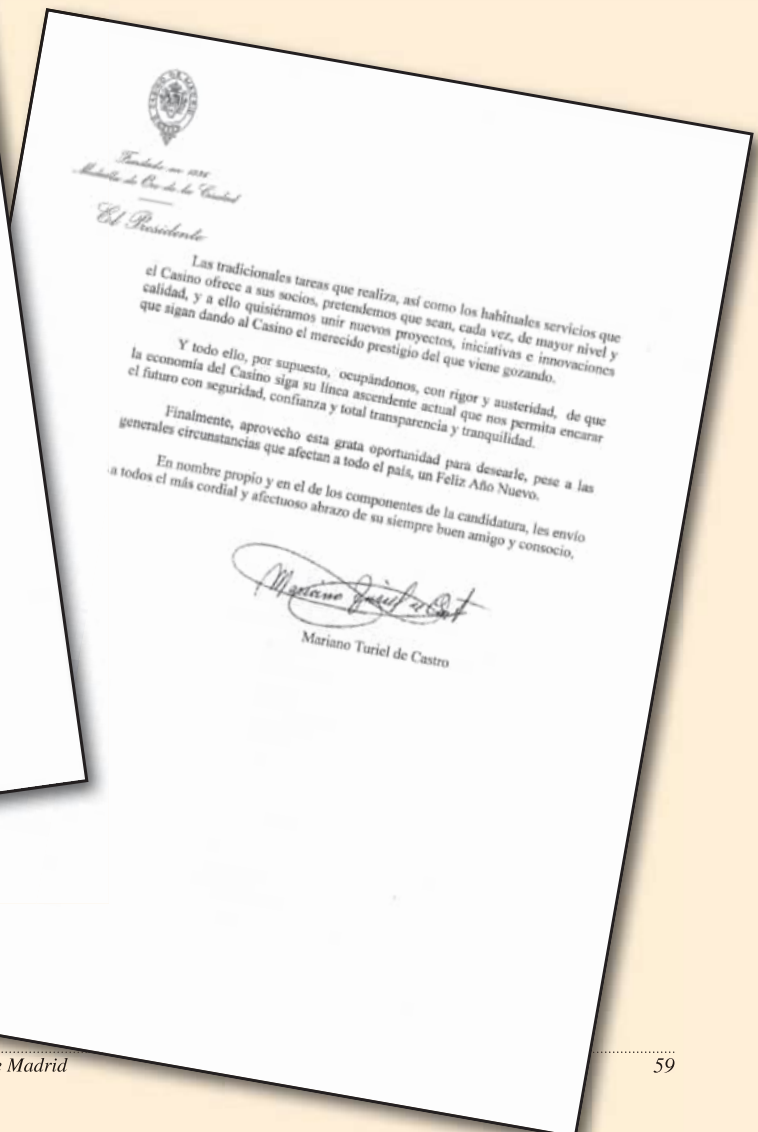 CASINO DE MADRID
Fundado en 1836
Medalla de Oro de la Ciudad
El Presidente
Las tradicionales tareas que realiza, así como los habituales servicios que
el Casino ofrece a sus socios, pretendemos que sean, cada vez, de mayor nivel y
calidad, y a ello quisiéramos unir nuevos proyectos, iniciativas e innovaciones
que sigan dando al Casino el merecido prestigio del que viene gozando.
Y todo ello, por supuesto, ocupándonos, con rigor y austeridad, de que
la economía del Casino siga su línea ascendente actual que nos permita encarar
el futuro con seguridad, confianza y total transparencia y tranquilidad.
Finalmente, aprovecho esta grata oportunidad para desearle, pese a las
generales circunstancias que afectan a todo el país, un Feliz Año Nuevo.
En nombre propio y en el de los componentes de la candidatura, les envío
a todos el más cordial y afectuoso abrazo de su siempre buen amigo y consocio,
Mariano Turiel de Castro
Mariano Turiel de Castro
Madrid
59